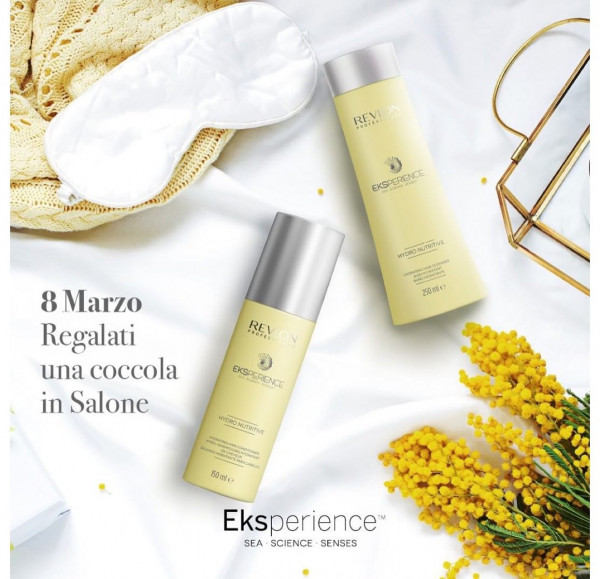 REVLON
PROFESSIONAL
EKSPERIENCE
HYDRO NUTRITIVE
250 ml e
8 Marzo
Regalati
una coccola
in Salone
REVLON
PROFESSIONAL
EKSPERIENCE
HYDRO NUTRITIVE
150 ml e
Eksperience™
SEA · SCIENCE · SENSES